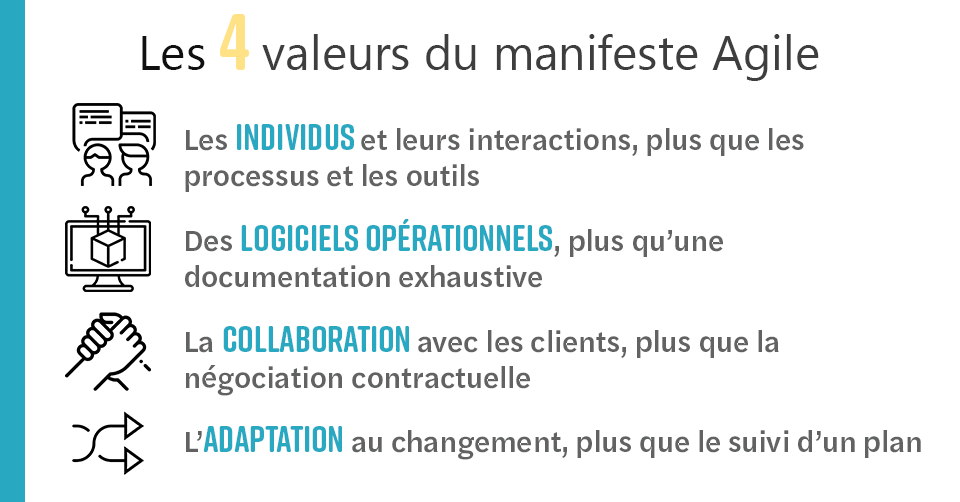 Les 4 valeurs du manifeste Agile
Les INDIVIDUS et leurs interactions, plus que les
processus et les outils
Des LOGICIELS OPÉRATIONNELS, plus qu’une
documentation exhaustive
La COLLABORATION avec les clients, plus que la
négociation contractuelle
L’ADAPTATION au changement, plus que le suivi d’un plan